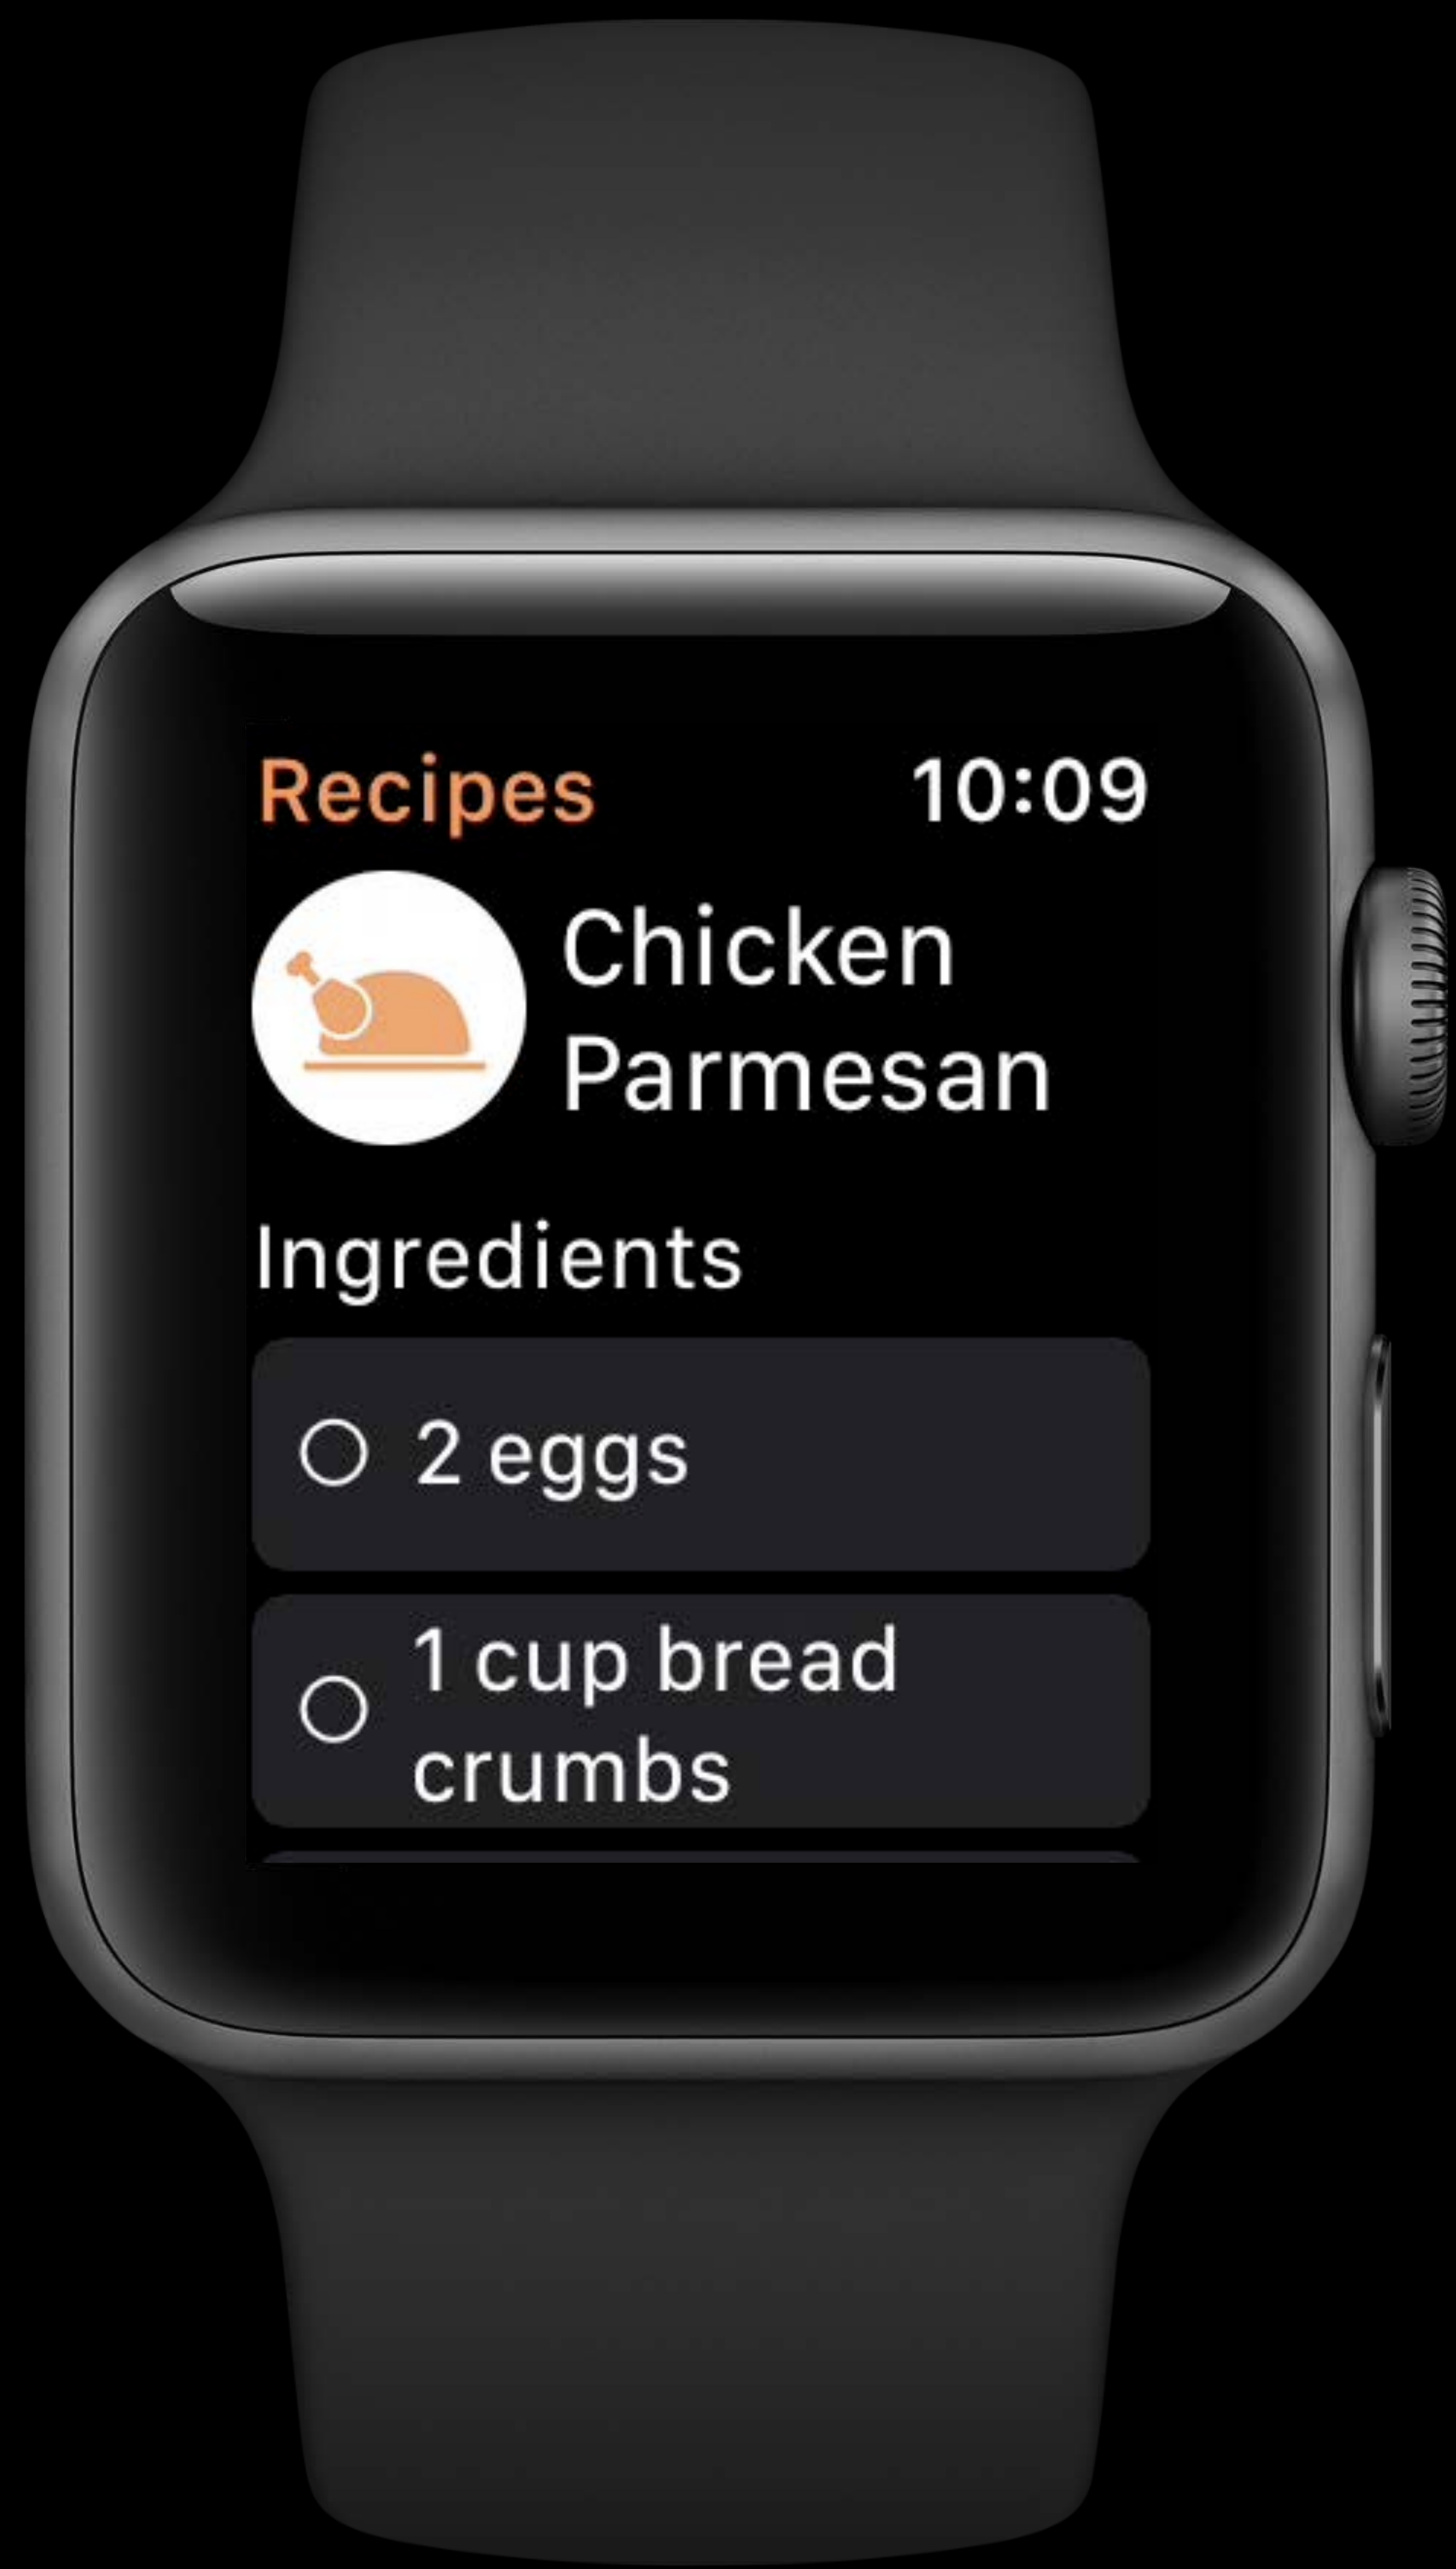 Recipes
10:09
Chicken
Parmesan
Ingredients
2 eggs
1 cup bread
crumbs